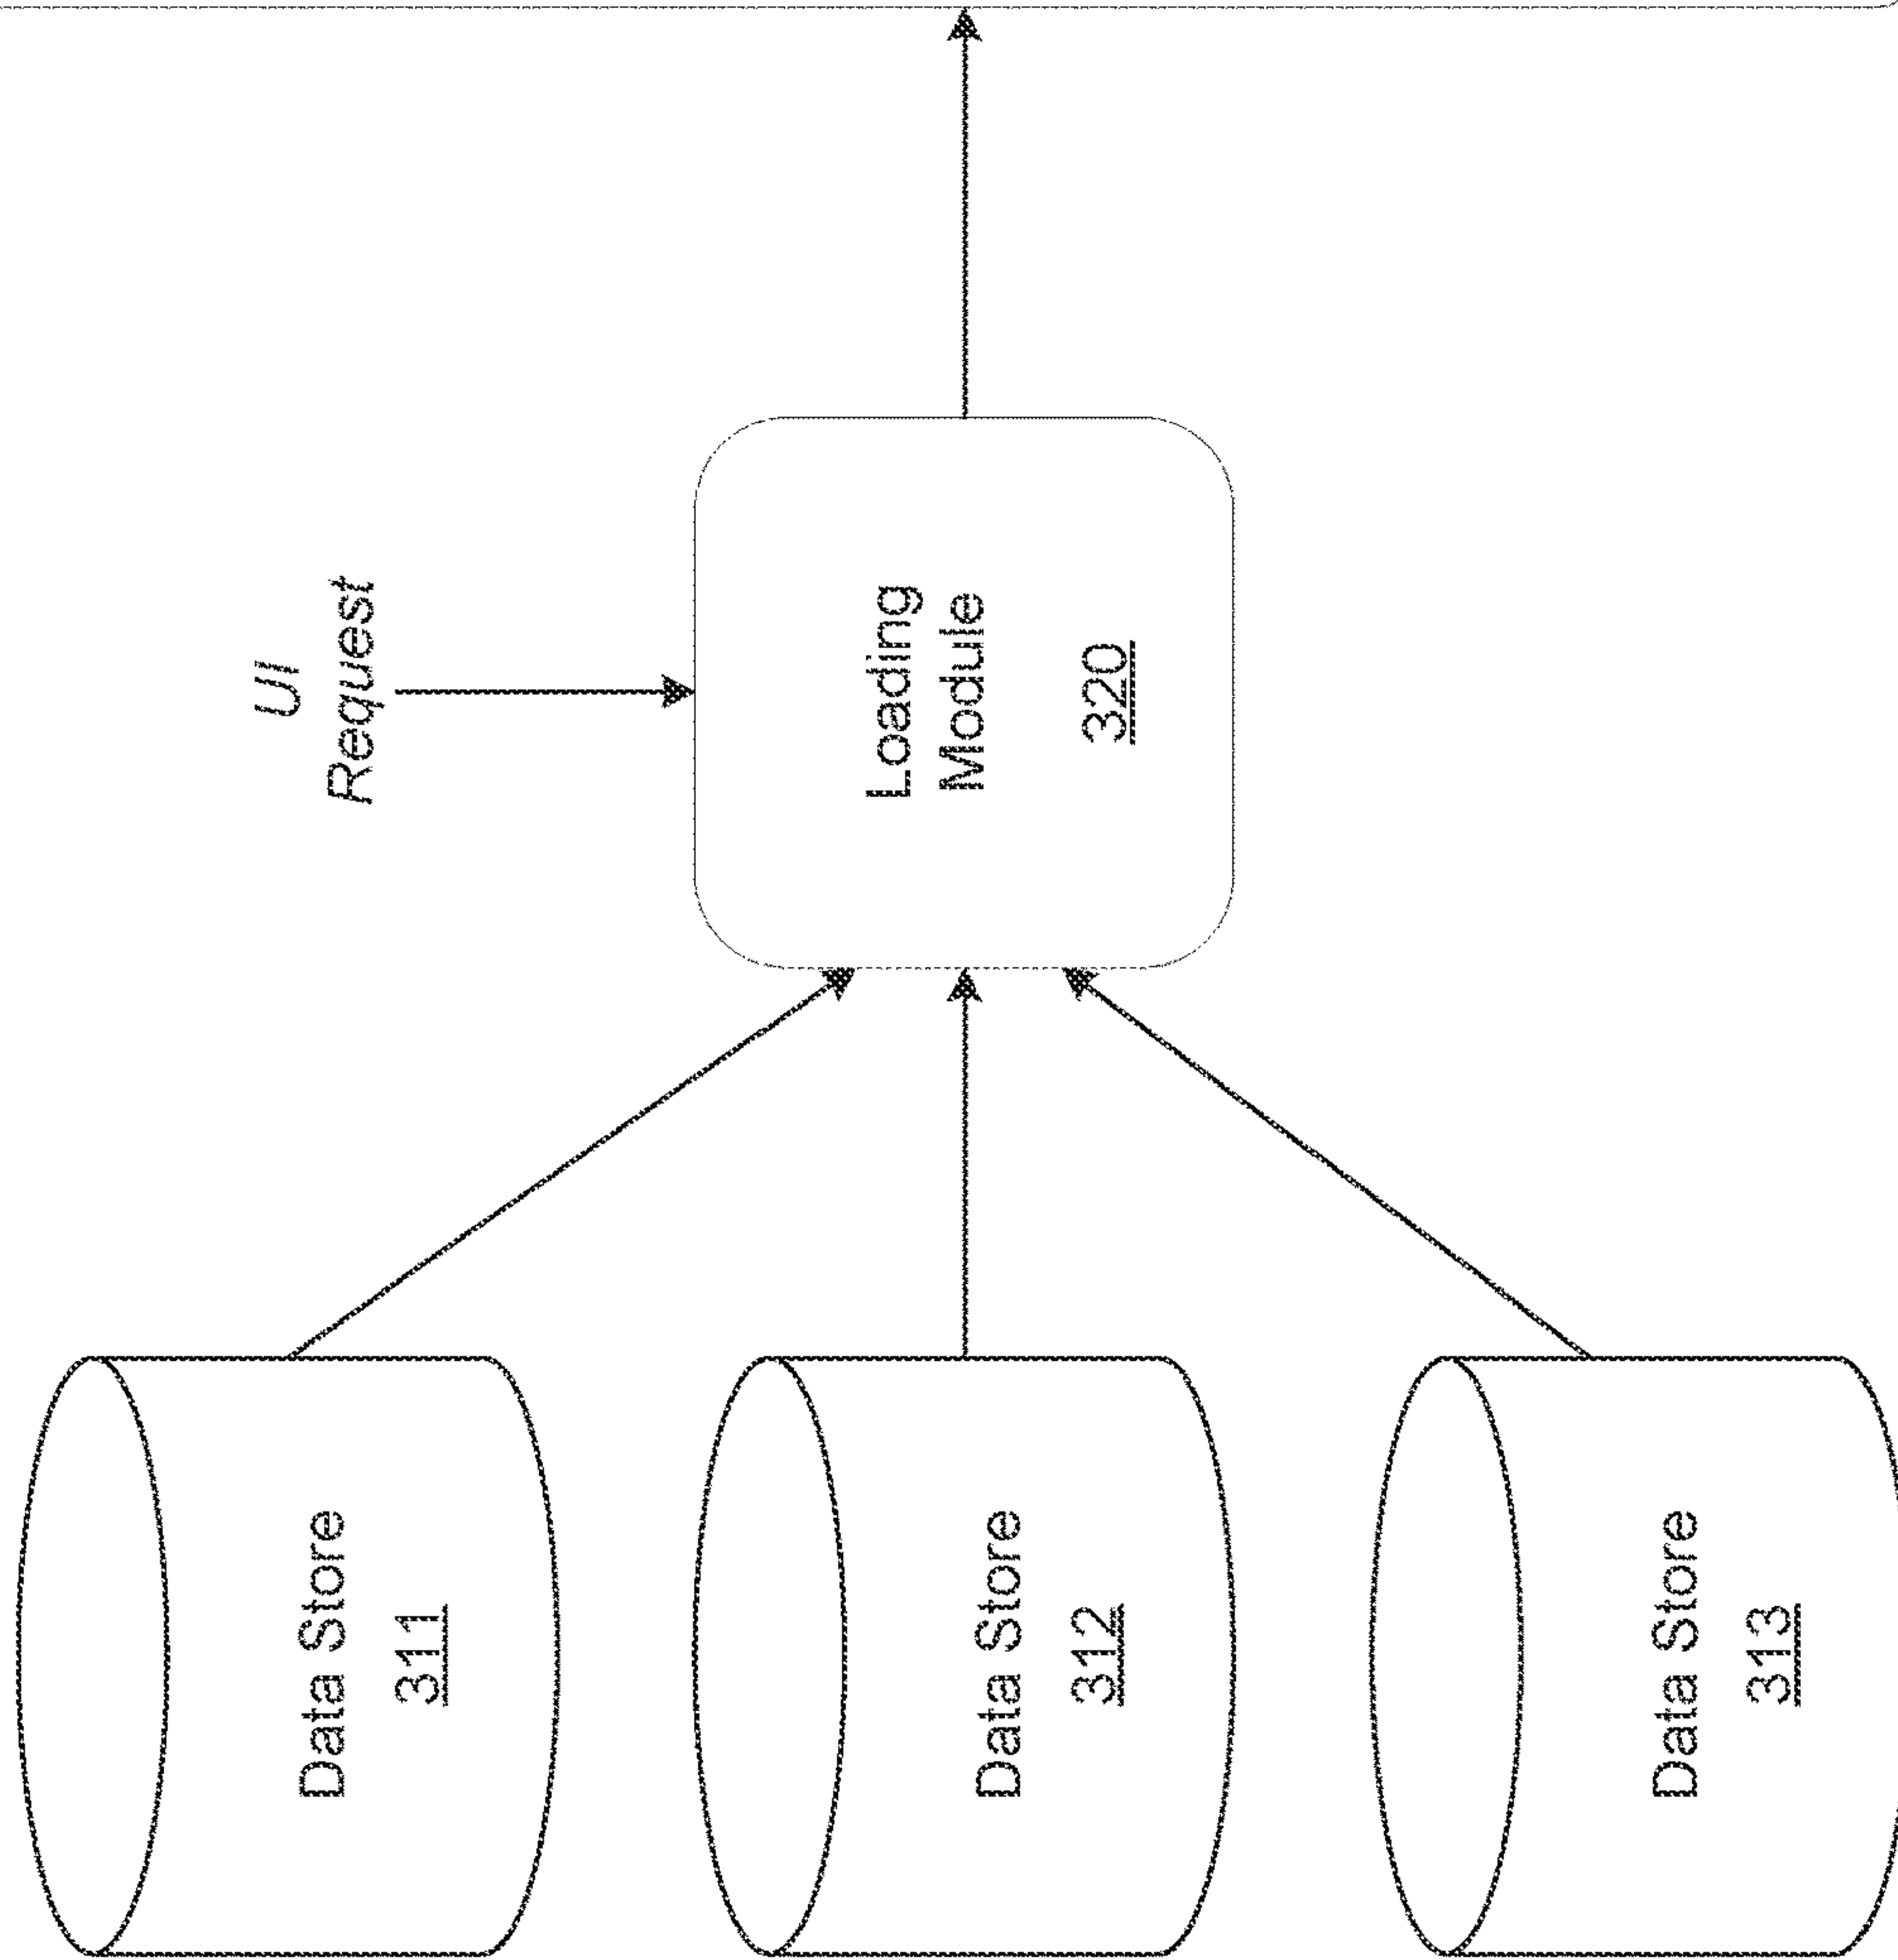 UI
Request
Loading
Module
320
Data Store
311
Data Store
312
Data Store
313